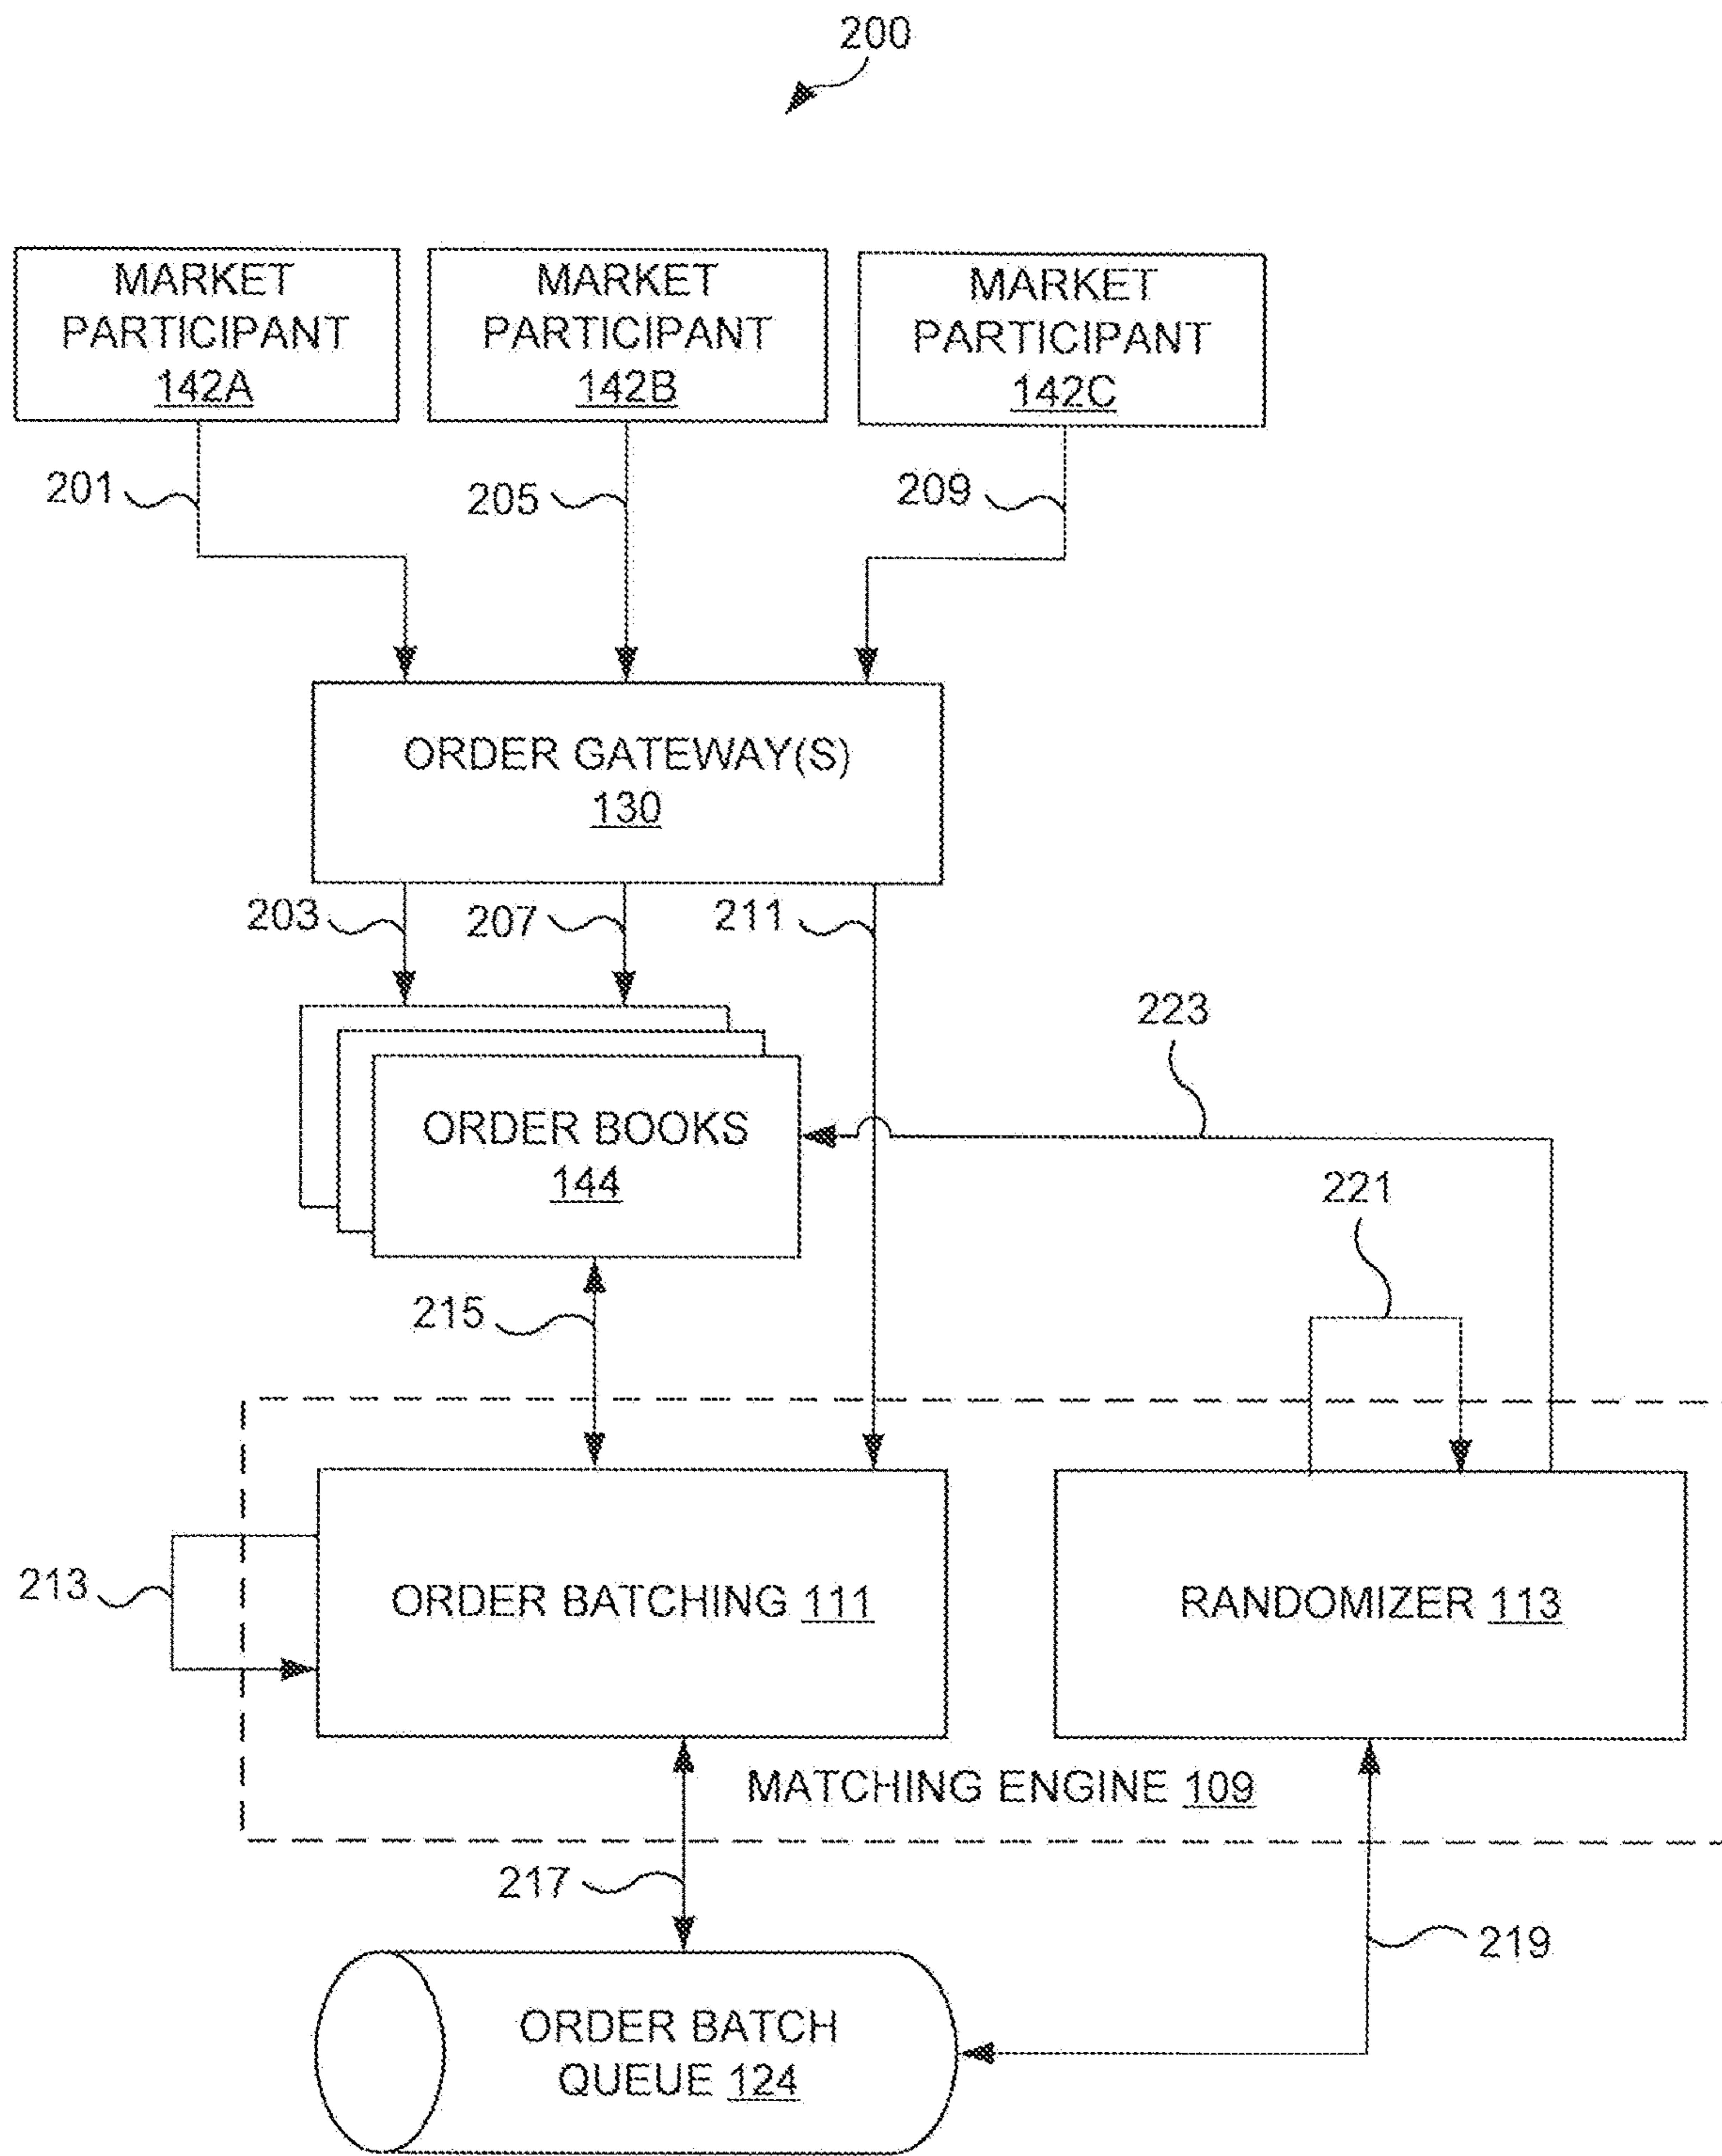 200
MARKET
PARTICIPANT
142A
MARKET
PARTICIPANT
142B
MARKET
PARTICIPANT
142C
201
205
209
ORDER GATEWAY(S)
130
203
207
211
223
ORDER BOOKS
144
221
215
213
ORDER BATCHING 111
RANDOMIZER 113
MATCHING ENGINE 109
217
219
ORDER BATCH
QUEUE 124